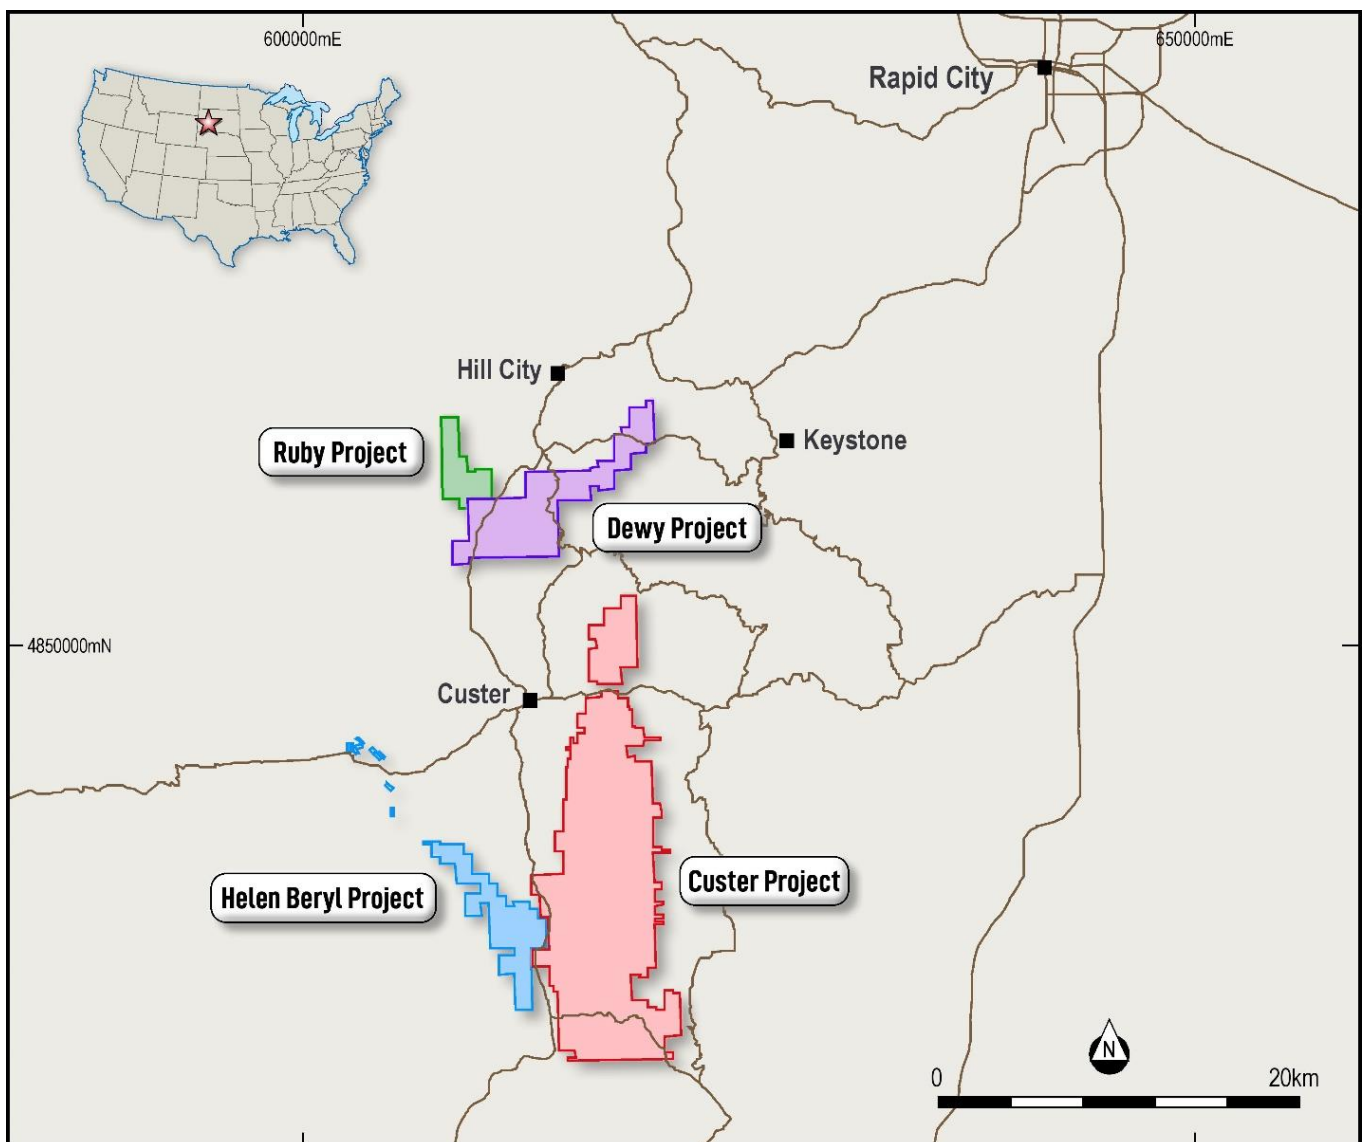 600000mE
650000mE
Rapid City
Hill City
Keystone
Ruby Project
Dewy Project
4850000mN
Custer
Custer Project
Helen Beryl Project
N
0
20km